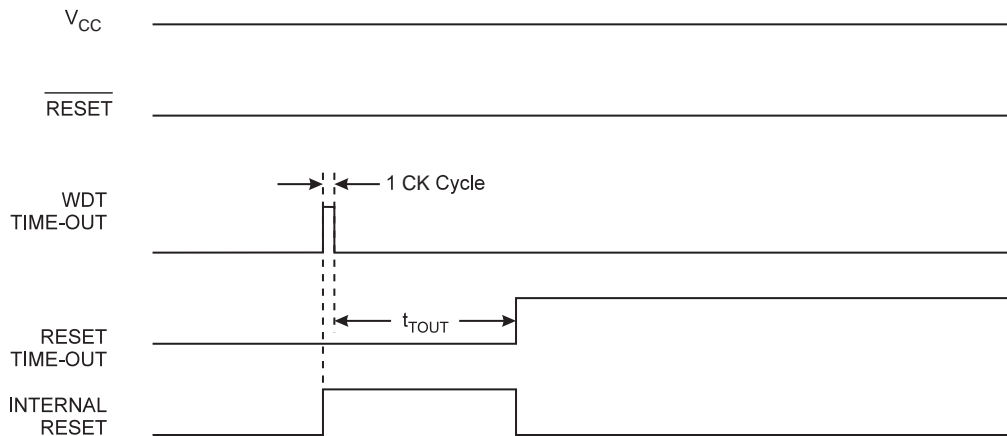 VCC
RESET
1 CK Cycle
WDT
TIME-OUT
tTOUT
RESET
TIME-OUT
INTERNAL
RESET